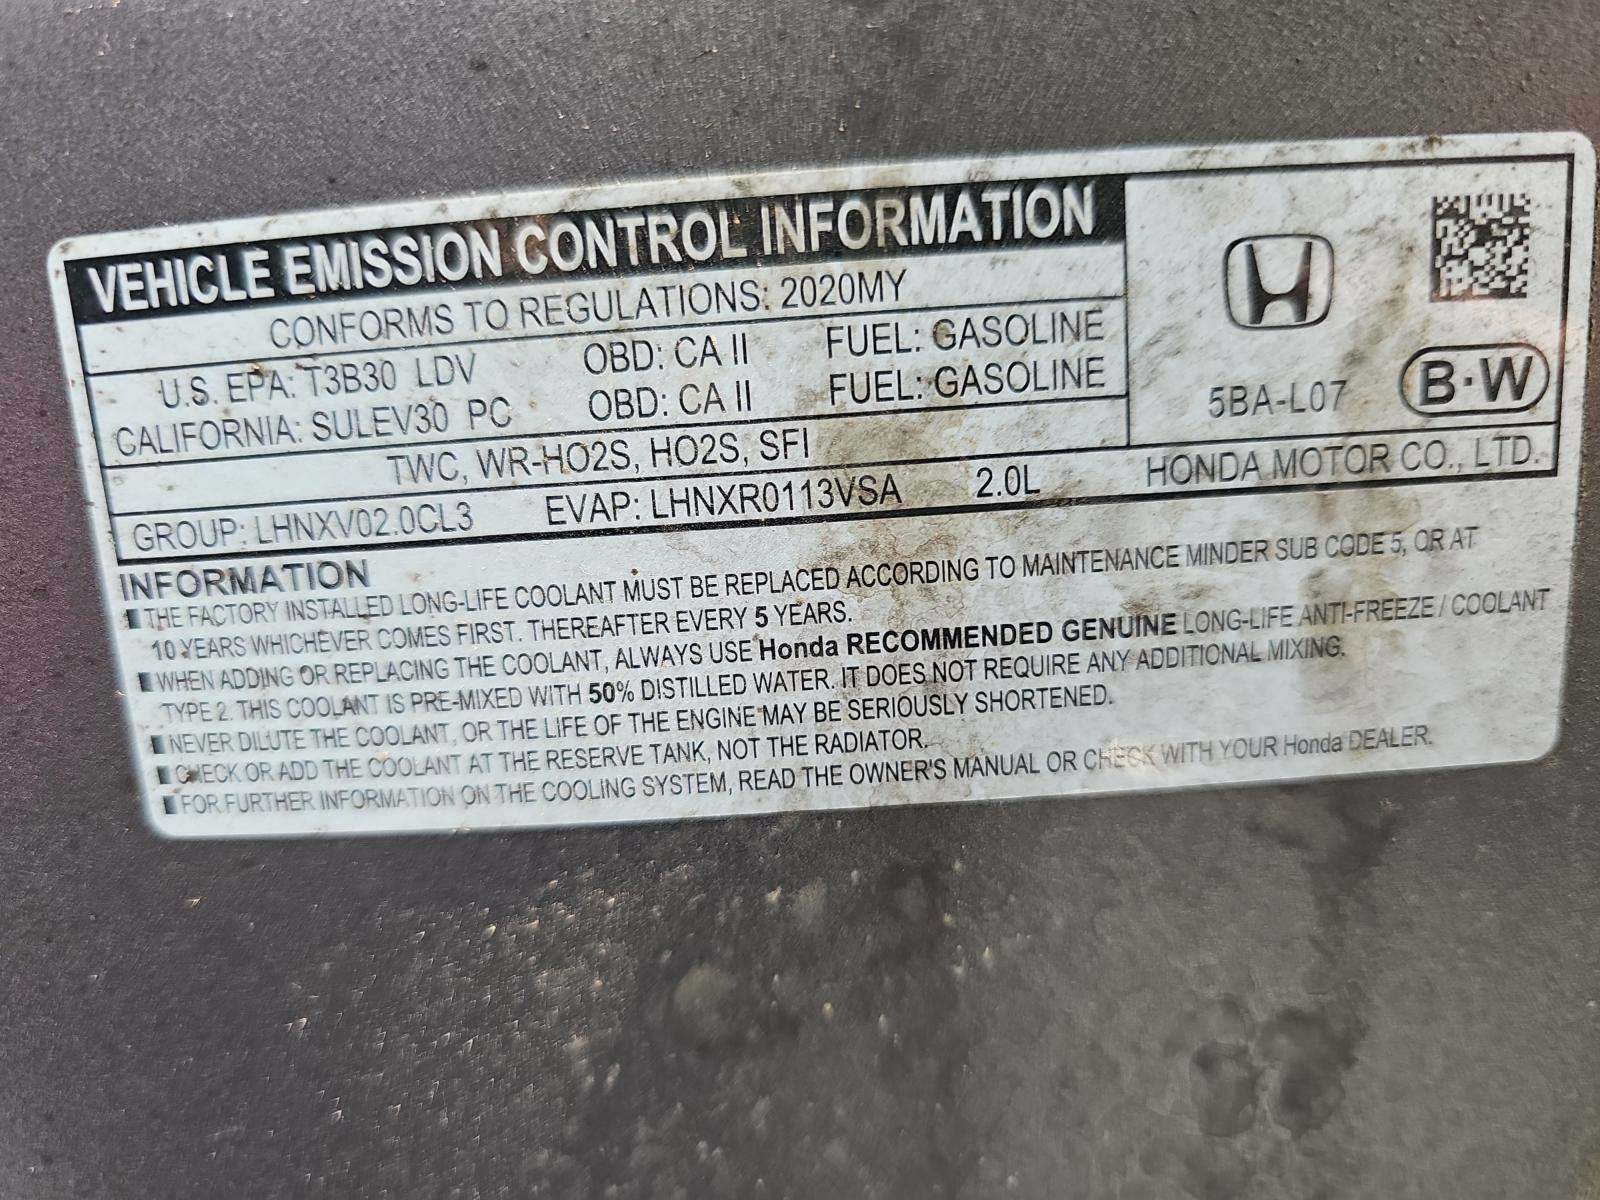 VEHICLE EMISSION CONTROL INFORMATION
CONFORMS TO REGULATIONS: 2020MY
U.S. EPA: T3B30 LDV OBD: CA II FUEL: GASOLINE
CALIFORNIA: SULEV30 PC OBD: CA II FUEL: GASOLINE
5BA-L07 B·W
TWC, WR-HO2S, HO2S, SFI
GROUP: LHNXV02.0CL3 EVAP: LHNXR0113VSA 2.0L HONDA MOTOR CO., LTD.
INFORMATION
■ THE FACTORY INSTALLED LONG-LIFE COOLANT MUST BE REPLACED ACCORDING TO MAINTENANCE MINDER SUB CODE 5, OR AT
10 YEARS WHICHEVER COMES FIRST. THEREAFTER EVERY 5 YEARS.
■ WHEN ADDING OR REPLACING THE COOLANT, ALWAYS USE Honda RECOMMENDED GENUINE LONG-LIFE ANTI-FREEZE / COOLANT
TYPE 2. THIS COOLANT IS PRE-MIXED WITH 50% DISTILLED WATER. IT DOES NOT REQUIRE ANY ADDITIONAL MIXING.
■ NEVER DILUTE THE COOLANT, OR THE LIFE OF THE ENGINE MAY BE SERIOUSLY SHORTENED.
■ CHECK OR ADD THE COOLANT AT THE RESERVE TANK, NOT THE RADIATOR.
■ FOR FURTHER INFORMATION ON THE COOLING SYSTEM, READ THE OWNER'S MANUAL OR CHECK WITH YOUR Honda DEALER.